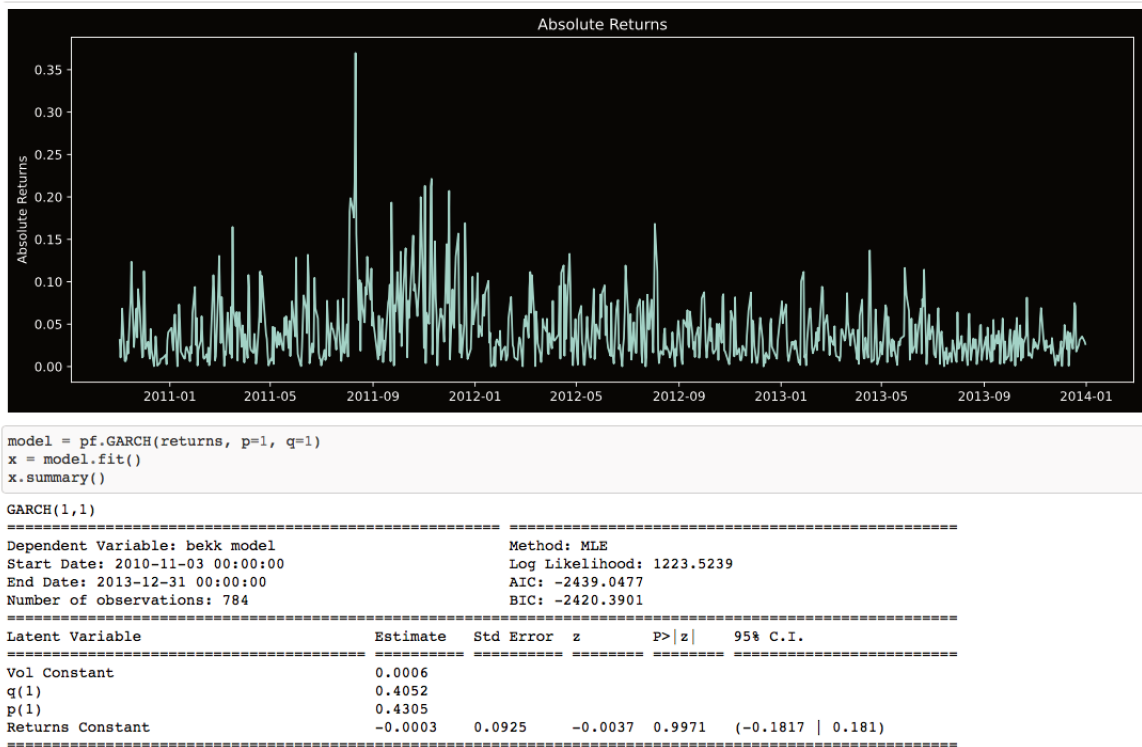 Absolute Returns
Absolute Returns
0.35
0.30
0.25
0.20
0.15
0.10
0.05
0.00
2011-01 2011-05 2011-09 2012-01 2012-05 2012-09 2013-01 2013-05 2013-09 2014-01
model = pf.GARCH(returns, p=1, q=1)
x = model.fit()
x.summary()
GARCH(1,1)
======================================================= ==================================================
Dependent Variable: bekk model Method: MLE
Start Date: 2010-11-03 00:00:00 Log Likelihood: 1223.5239
End Date: 2013-12-31 00:00:00 AIC: -2439.0477
Number of observations: 784 BIC: -2420.3901
==========================================================================================================
Latent Variable Estimate Std Error z P>|z| 95% C.I.
======================================== ========== ========== ======== ======== =========================
Vol Constant 0.0006
q(1) 0.4052
p(1) 0.4305
Returns Constant -0.0003 0.0925 -0.0037 0.9971 (-0.1817 | 0.181)
==========================================================================================================